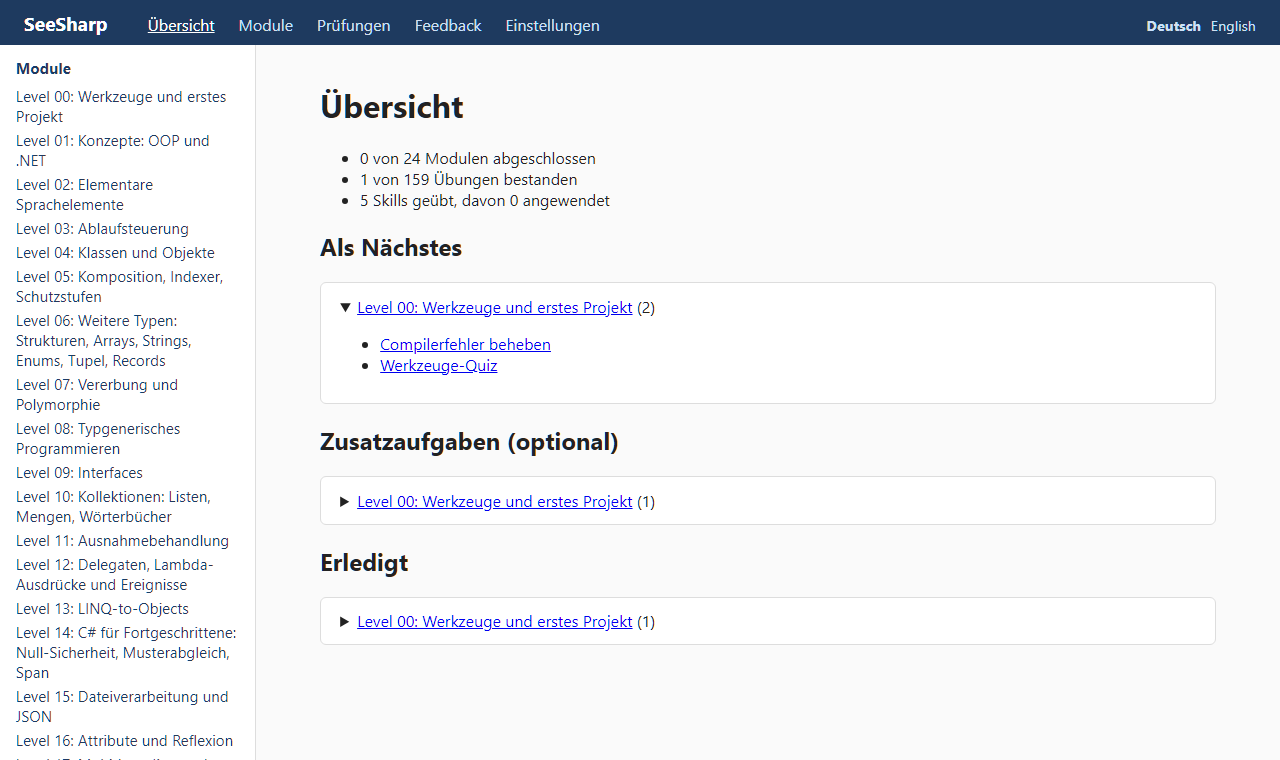 SeeSharp Übersicht Module Prüfungen Feedback Einstellungen Deutsch English
Module
Level 00: Werkzeuge und erstes
Projekt
Level 01: Konzepte: OOP und
.NET
Level 02: Elementare
Sprachelemente
Level 03: Ablaufsteuerung
Level 04: Klassen und Objekte
Level 05: Komposition, Indexer,
Schutzstufen
Level 06: Weitere Typen:
Strukturen, Arrays, Strings,
Enums, Tupel, Records
Level 07: Vererbung und
Polymorphie
Level 08: Typgenerisches
Programmieren
Level 09: Interfaces
Level 10: Kollektionen: Listen,
Mengen, Wörterbücher
Level 11: Ausnahmebehandlung
Level 12: Delegaten, Lambda-
Ausdrücke und Ereignisse
Level 13: LINQ-to-Objects
Level 14: C# für Fortgeschrittene:
Null-Sicherheit, Musterabgleich,
Span
Level 15: Dateiverarbeitung und
JSON
Level 16: Attribute und Reflexion
Übersicht
0 von 24 Modulen abgeschlossen
1 von 159 Übungen bestanden
5 Skills geübt, davon 0 angewendet
Als Nächstes
Level 00: Werkzeuge und erstes Projekt (2)
Compilerfehler beheben
Werkzeuge-Quiz
Zusatzaufgaben (optional)
Level 00: Werkzeuge und erstes Projekt (1)
Erledigt
Level 00: Werkzeuge und erstes Projekt (1)